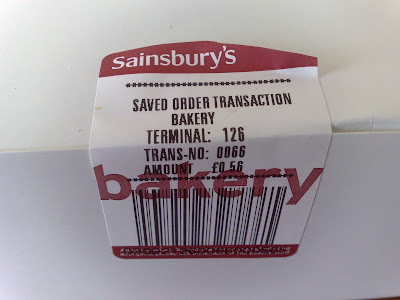 Sainsbury's
********************************
SAVED ORDER TRANSACTION
BAKERY
TERMINAL: 126
TRANS-NO: 0066
AMOUNT £0.56
bakery